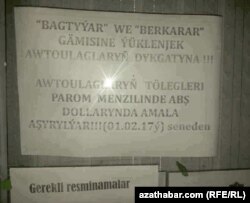 "BAGTYÝAR" WE "BERKARAR"
GÄMISINE ÝÜKLENJEK
AWTOULAGLARYŇ DYKGATYNA!!!
AWTOULAGLARYŇ TÖLEGLERI
PAROM MENZILINDE ABŞ
DOLLARYNDA AMALA
AŞYRYLÝAR!!!(01.02.17ý) seneden
Gerekli resminamalar
azathabar.com (RFE/RL)